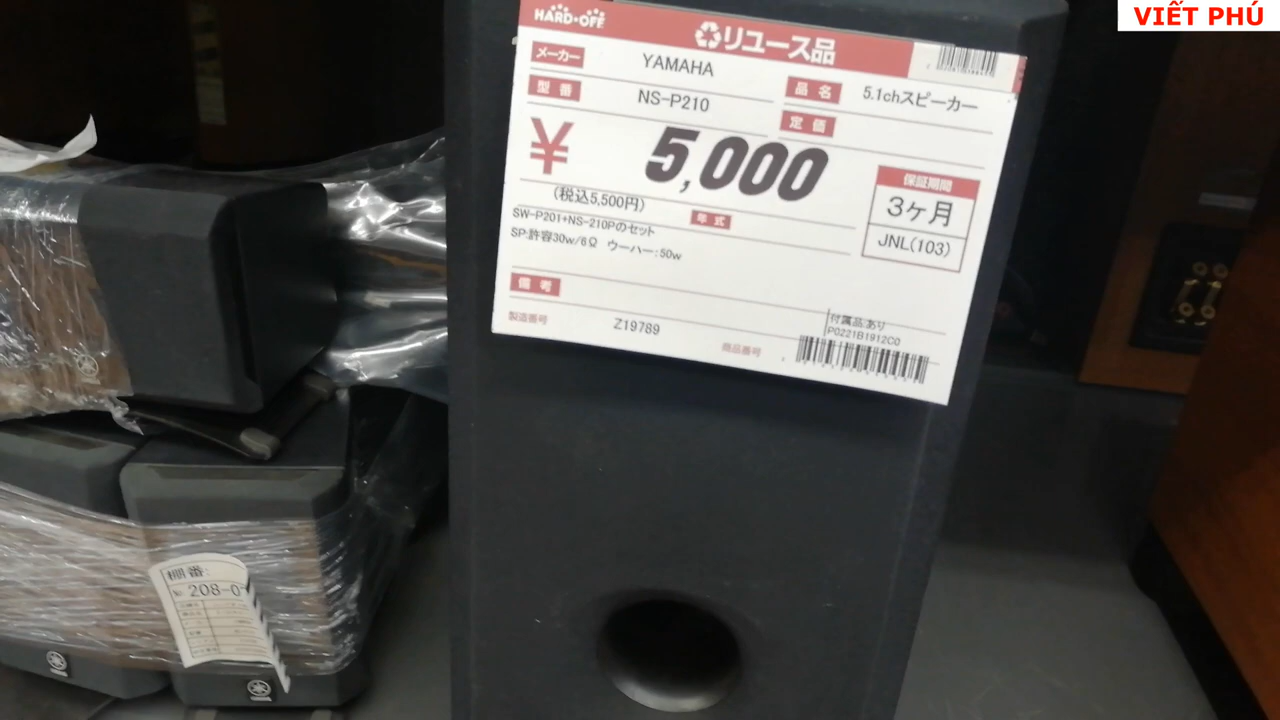 VIẾT PHÚ
HARD・OFF
リユース品
メーカー
YAMAHA
型番
NS-P210
品名
5.1chスピーカー
定価
¥ 5,000
(税込5,500円)
年式
保証期間
3ヶ月
JNL(103)
SW-P201+NS-210Pのセット
SP:許容30w/6Ω ウーハー:50w
備考
付属品:あり
P0221B1912C0
製造番号
Z19789
商品番号
棚番:
№ 208-0